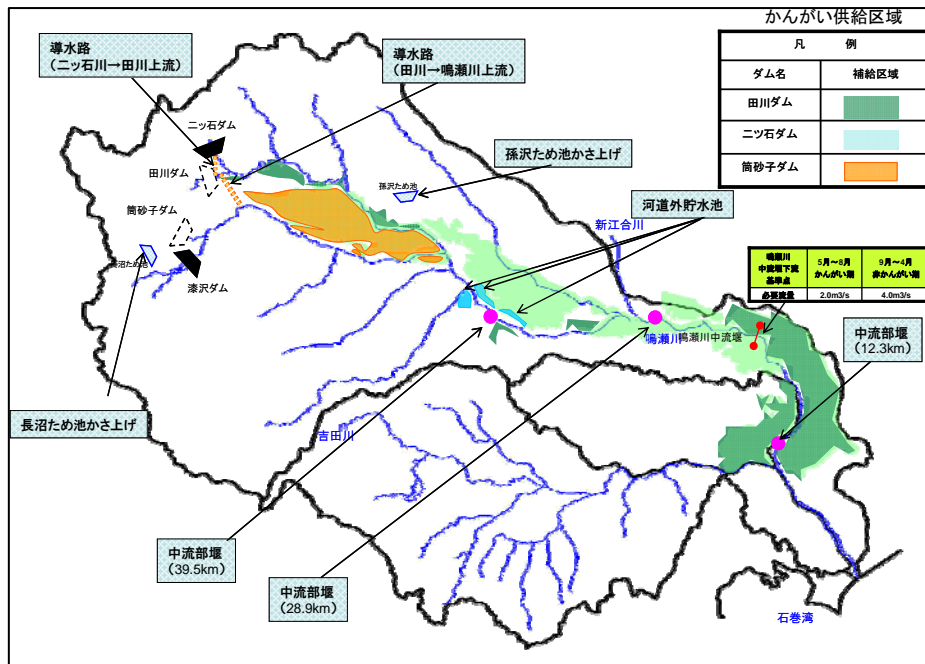 かんがい供給区域
凡 例
ダム名 補給区域
田川ダム
二ツ石ダム
筒砂子ダム
導水路
（二ッ石川→田川上流）
導水路
（田川→鳴瀬川上流）
二ッ石ダム
田川ダム
孫沢ため池かさ上げ
孫沢ため池
筒砂子ダム
長沼ため池
漆沢ダム
河道外貯水池
新江合川
鳴瀬川
中流堰下流
基準点
5月～8月
かんがい期
9月～4月
非かんがい期
必要流量 2.0m3/s 4.0m3/s
鳴瀬川
鳴瀬川中流堰
中流部堰
（12.3km）
長沼ため池かさ上げ
吉田川
中流部堰
（39.5km）
中流部堰
（28.9km）
石巻湾